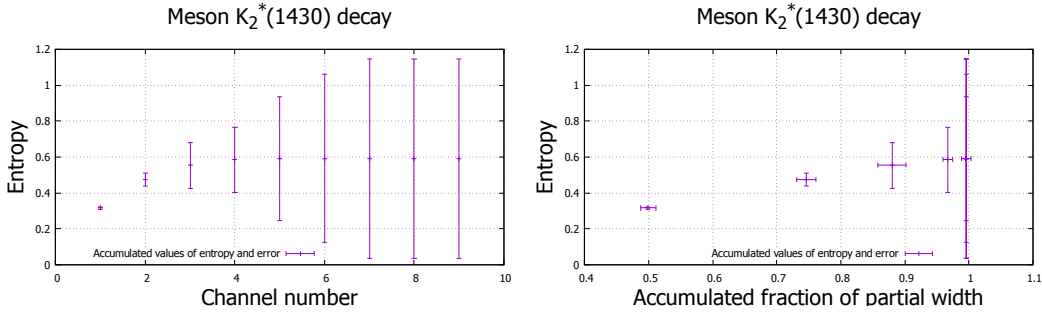 Meson K₂*(1430) decay
1.2
1
0.8
0.6
0.4
0.2
0
Entropy
Accumulated values of entropy and error
0 2 4 6 8 10
Channel number
Meson K₂*(1430) decay
1.2
1
0.8
0.6
0.4
0.2
0
Entropy
Accumulated values of entropy and error
0.4 0.5 0.6 0.7 0.8 0.9 1 1.1
Accumulated fraction of partial width